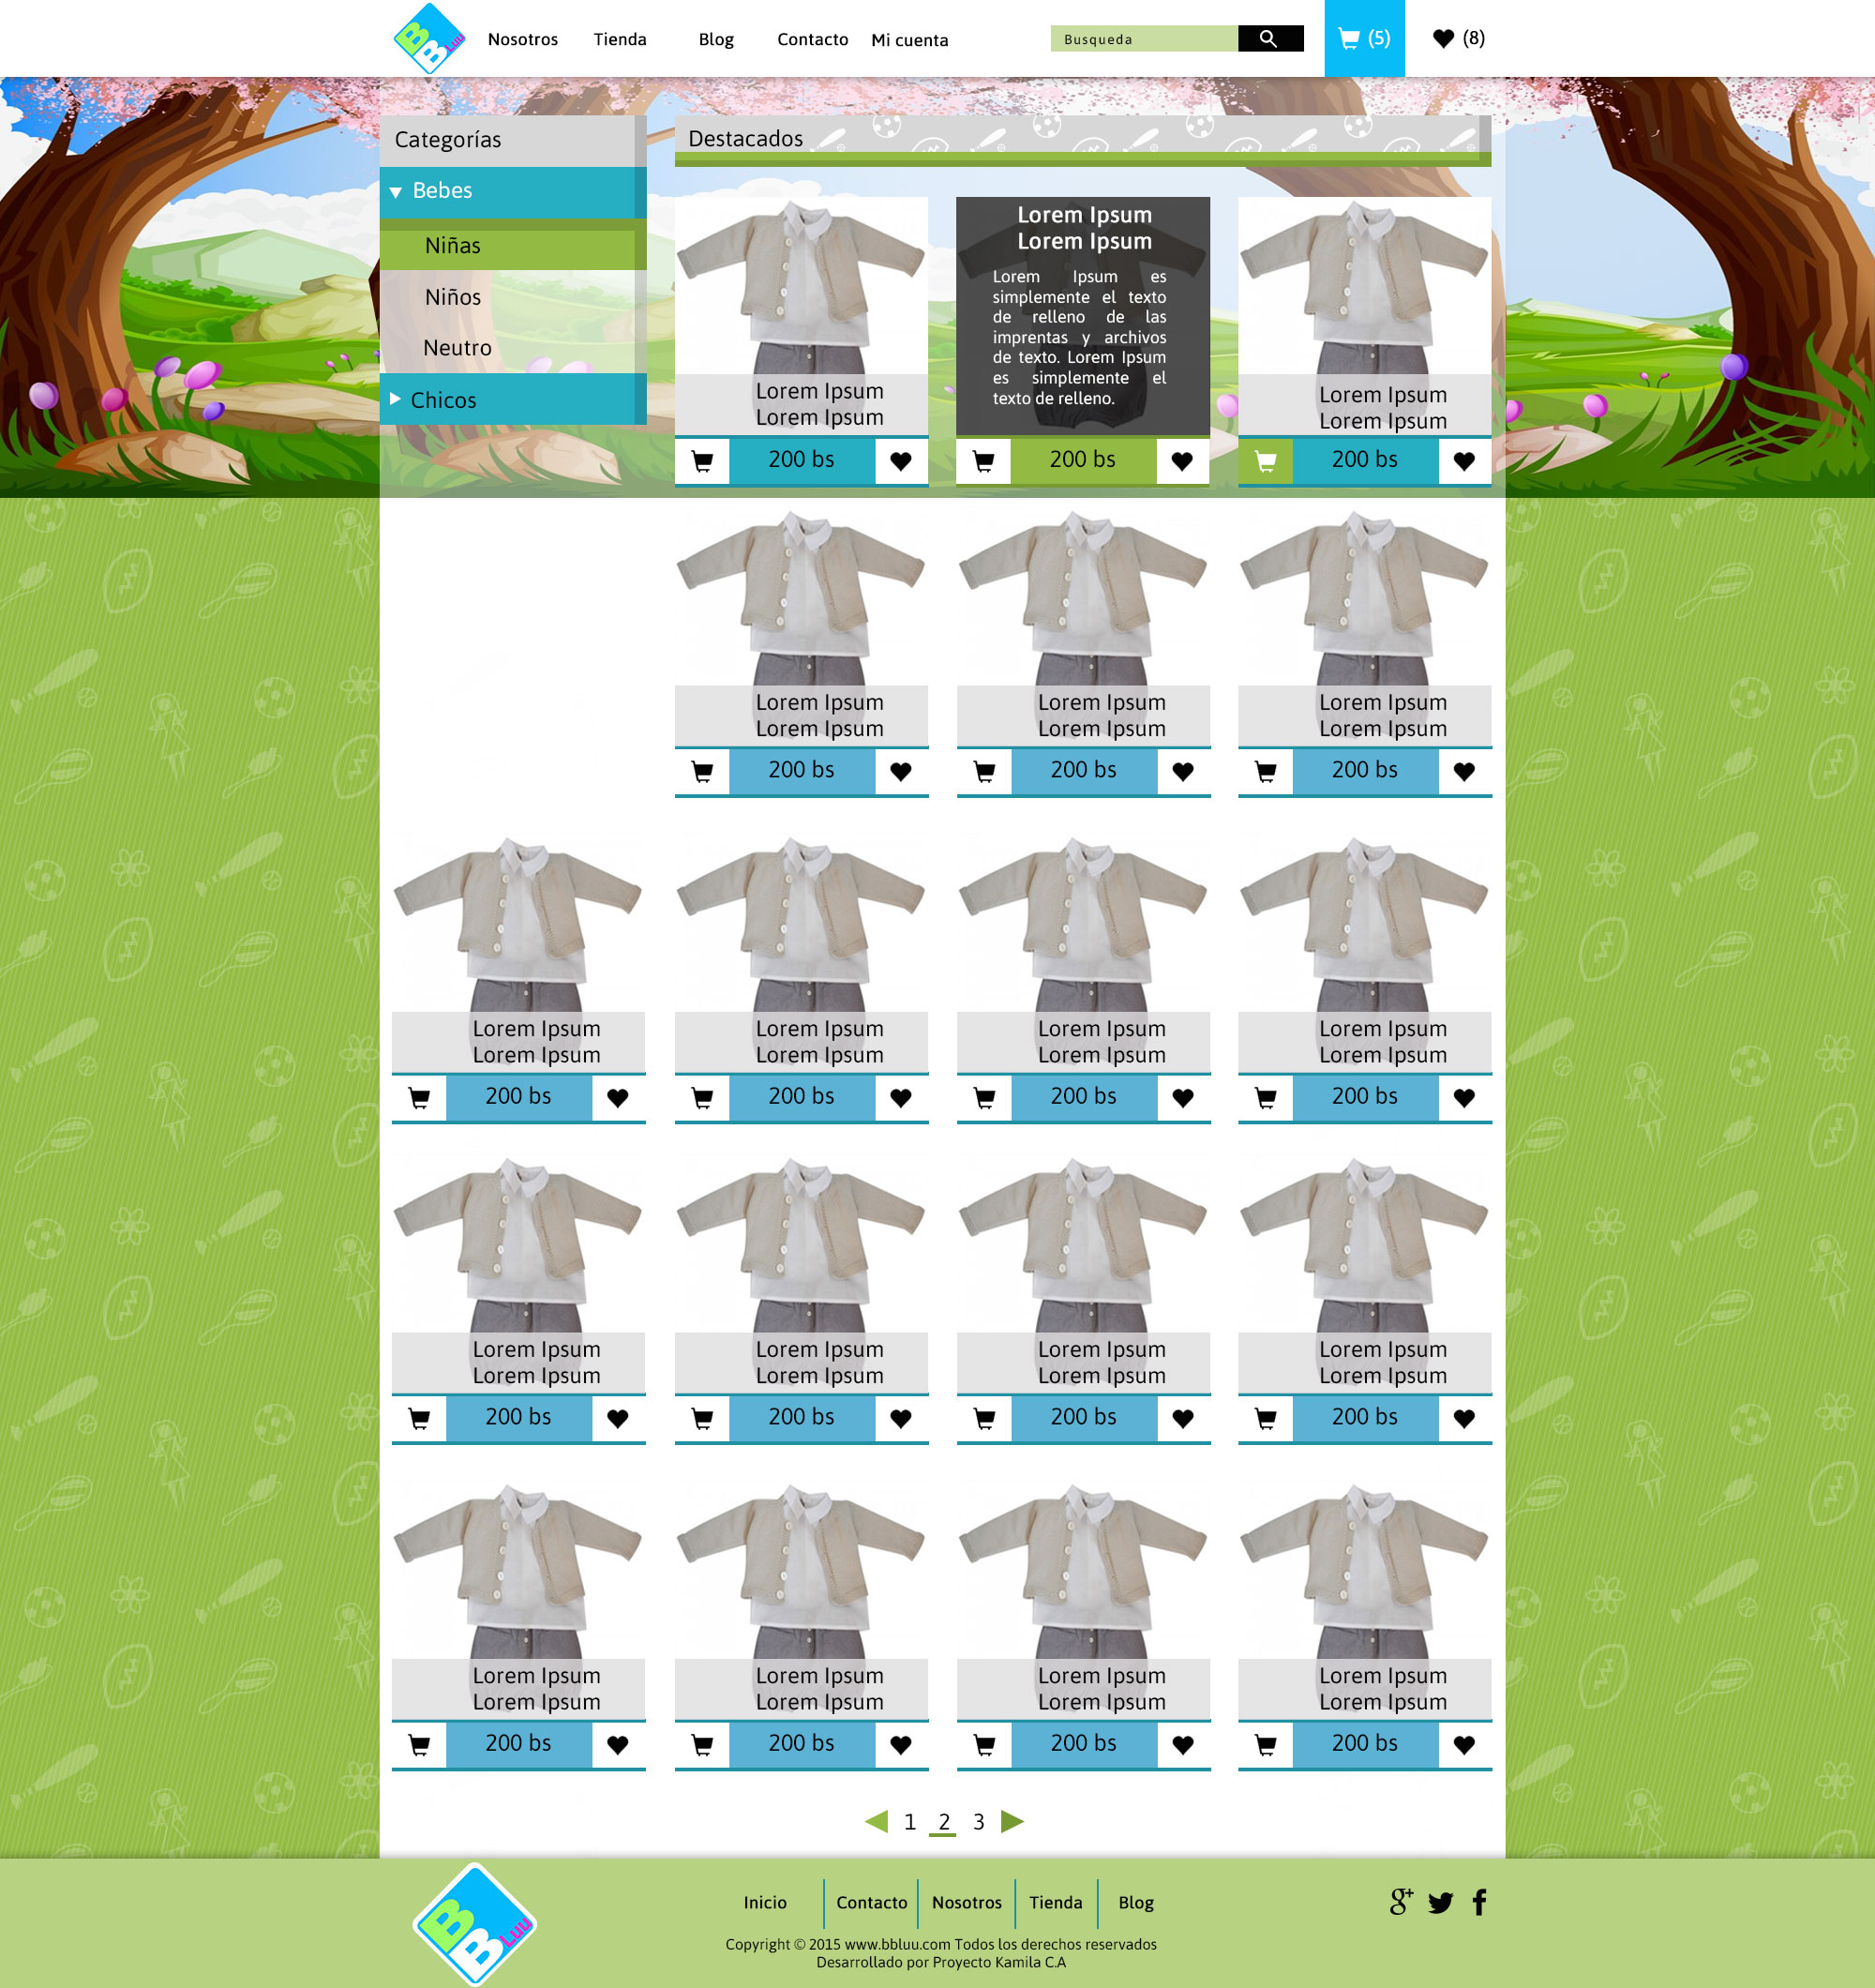 BBLuu
Nosotros
Tienda
Blog
Contacto
Mi cuenta
Busqueda
(5)
(8)
Categorías
Bebes
Niñas
Niños
Neutro
Chicos
Destacados
Lorem Ipsum
Lorem Ipsum
200 bs
Lorem Ipsum
Lorem Ipsum
Lorem Ipsum es
simplemente el texto
de relleno de las
imprentas y archivos
de texto. Lorem Ipsum
es simplemente el
texto de relleno.
200 bs
Lorem Ipsum
Lorem Ipsum
200 bs
Lorem Ipsum
Lorem Ipsum
200 bs
Lorem Ipsum
Lorem Ipsum
200 bs
Lorem Ipsum
Lorem Ipsum
200 bs
Lorem Ipsum
Lorem Ipsum
200 bs
Lorem Ipsum
Lorem Ipsum
200 bs
Lorem Ipsum
Lorem Ipsum
200 bs
Lorem Ipsum
Lorem Ipsum
200 bs
Lorem Ipsum
Lorem Ipsum
200 bs
Lorem Ipsum
Lorem Ipsum
200 bs
Lorem Ipsum
Lorem Ipsum
200 bs
Lorem Ipsum
Lorem Ipsum
200 bs
Lorem Ipsum
Lorem Ipsum
200 bs
Lorem Ipsum
Lorem Ipsum
200 bs
Lorem Ipsum
Lorem Ipsum
200 bs
Lorem Ipsum
Lorem Ipsum
200 bs
1 2 3
BBLuu
Inicio
Contacto
Nosotros
Tienda
Blog
g+
f
Copyright © 2015 www.bbluu.com Todos los derechos reservados
Desarrollado por Proyecto Kamila C.A